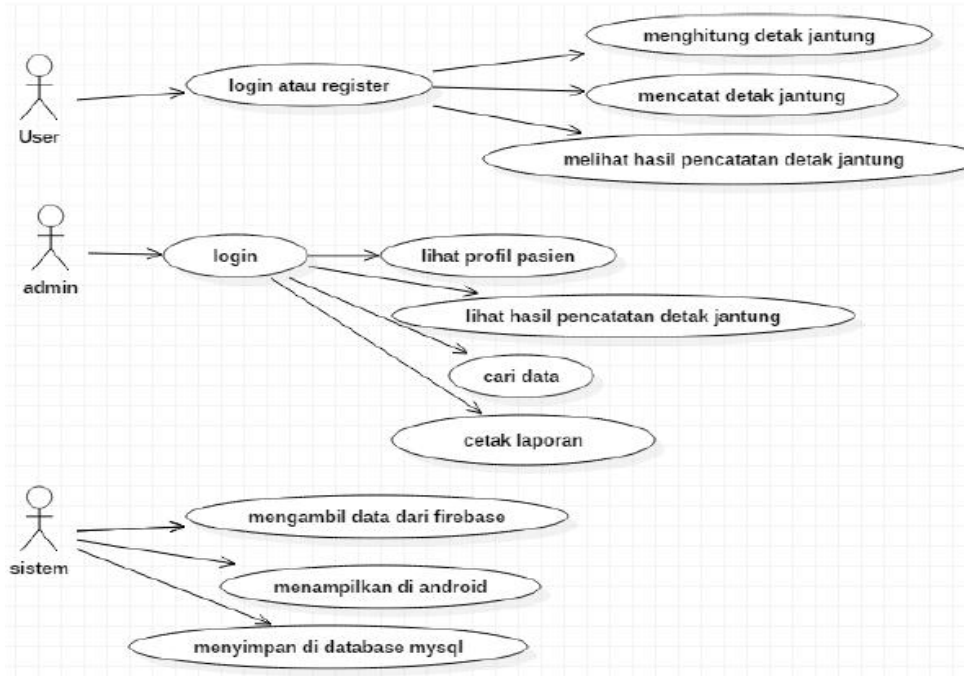 menghitung detak jantung
login atau register
mencatat detak jantung
User
melihat hasil pencatatan detak jantung
login
lihat profil pasien
admin
lihat hasil pencatatan detak jantung
cari data
cetak laporan
mengambil data dari firebase
sistem
menampilkan di android
menyimpan di database mysql